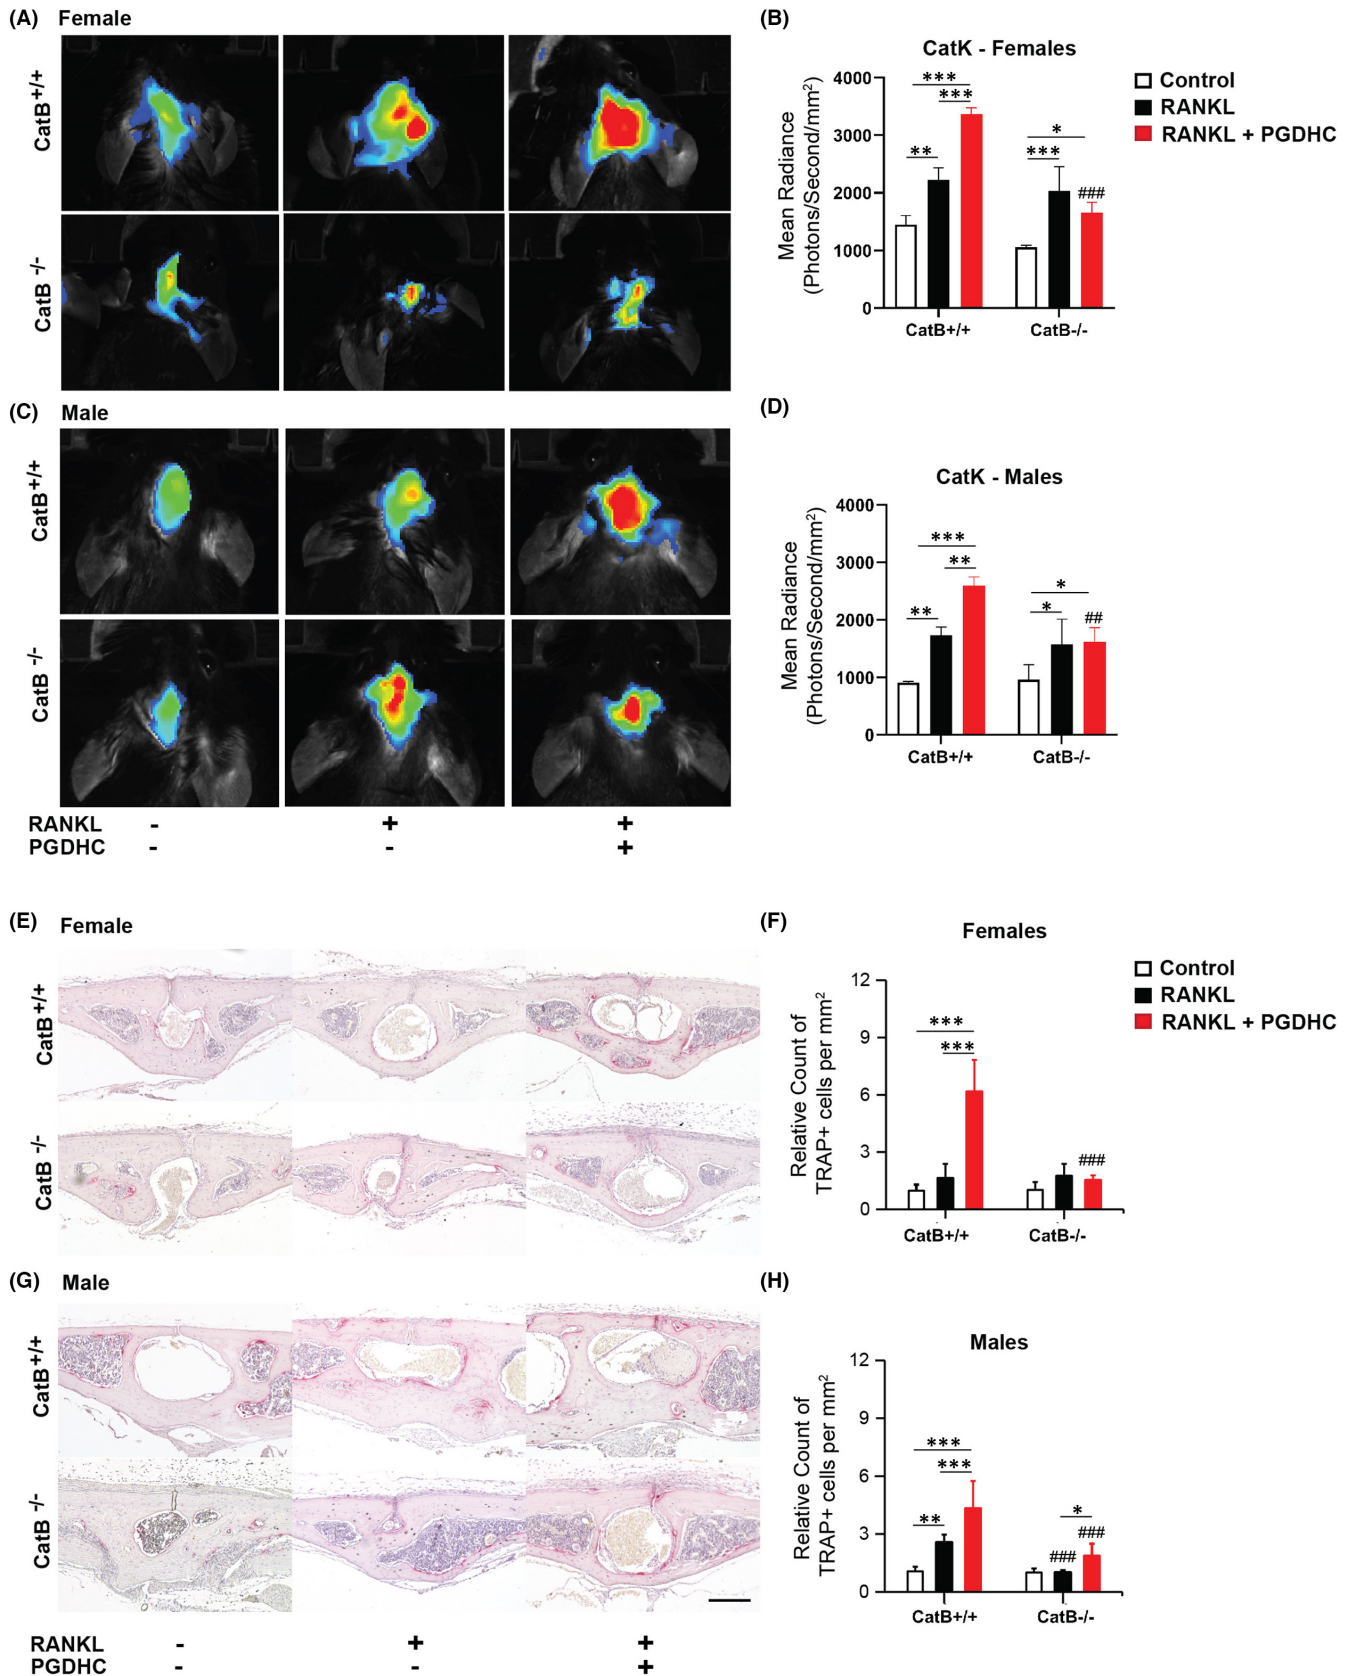 (A) Female
CatB+/+
CatB -/-
(B)
CatK - Females
Mean Radiance
(Photons/Second/mm²)
4000
3000
2000
1000
0
***
***
**
*
***
###
CatB+/+ CatB-/-
Control
RANKL
RANKL + PGDHC
(C) Male
CatB+/+
CatB -/-
RANKL - + +
PGDHC - - +
(D)
CatK - Males
Mean Radiance
(Photons/Second/mm²)
4000
3000
2000
1000
0
***
**
**
*
*
##
CatB+/+ CatB-/-
(E) Female
CatB+/+
CatB -/-
(F)
Females
Relative Count of
TRAP+ cells per mm²
12
9
6
3
0
***
***
###
CatB+/+ CatB-/-
Control
RANKL
RANKL + PGDHC
(G) Male
CatB+/+
CatB -/-
RANKL - + +
PGDHC - - +
(H)
Males
Relative Count of
TRAP+ cells per mm²
12
9
6
3
0
***
***
**
*
###
###
CatB+/+ CatB-/-